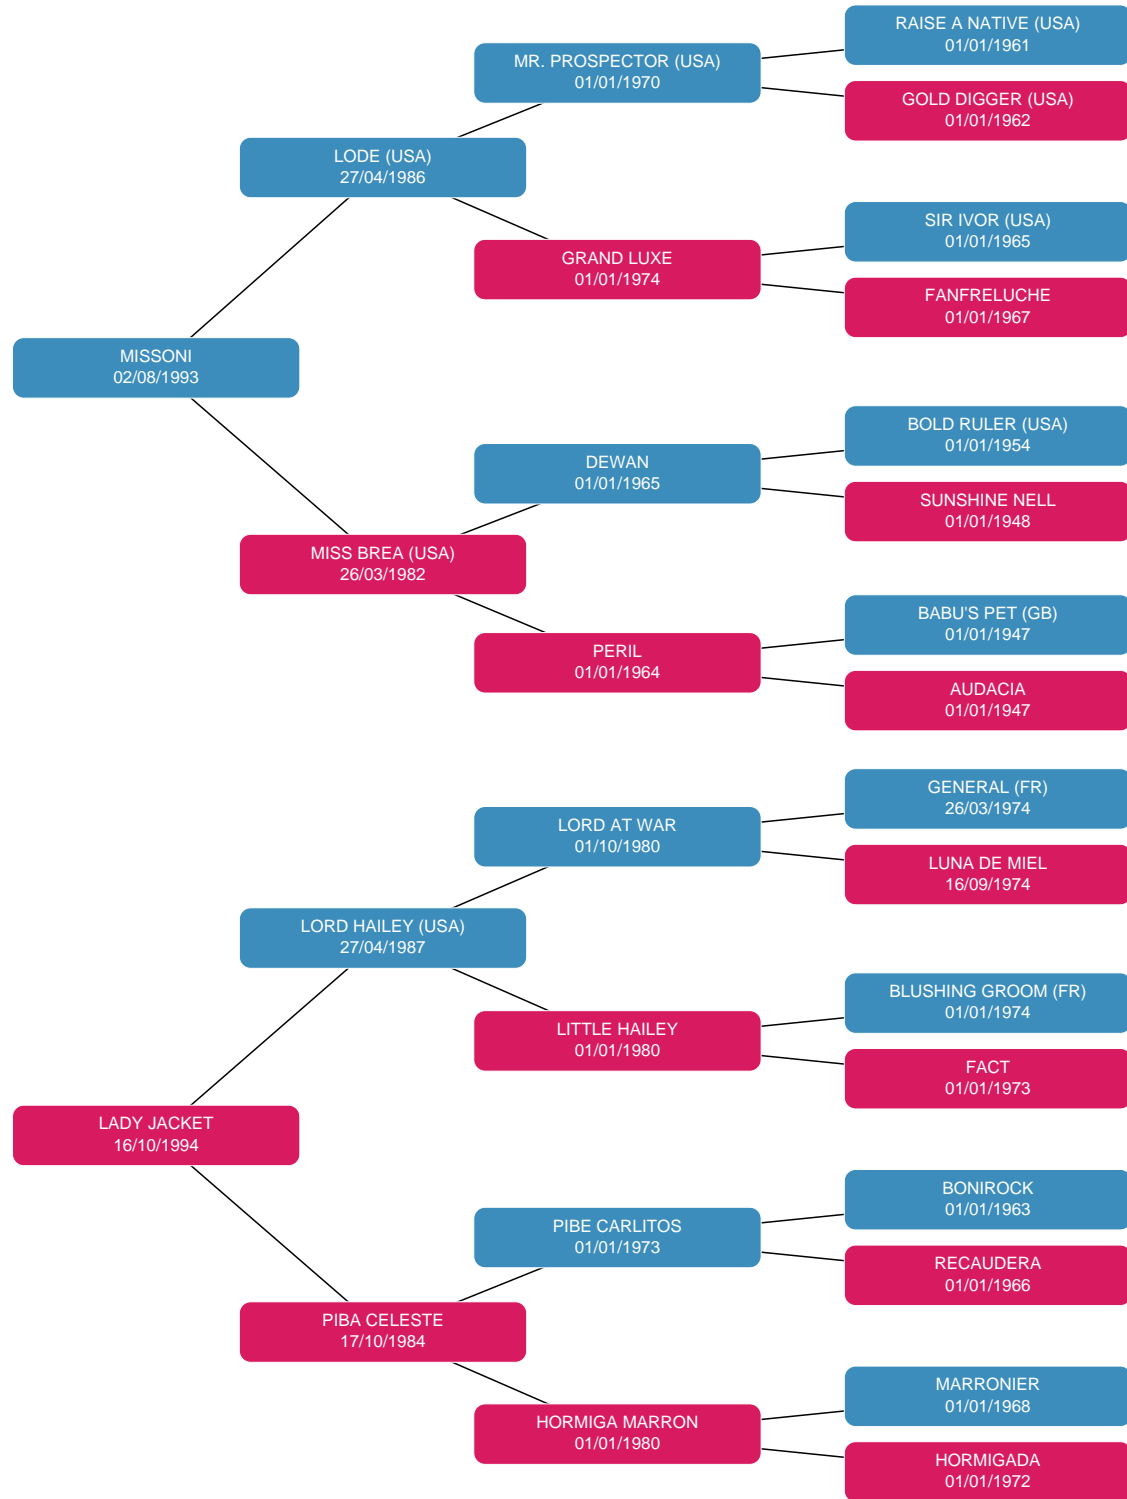 RAISE A NATIVE (USA)
01/01/1961
MR. PROSPECTOR (USA)
01/01/1970
GOLD DIGGER (USA)
01/01/1962
LODE (USA)
27/04/1986
SIR IVOR (USA)
01/01/1965
GRAND LUXE
01/01/1974
FANFRELUCHE
01/01/1967
MISSONI
02/08/1993
BOLD RULER (USA)
01/01/1954
DEWAN
01/01/1965
SUNSHINE NELL
01/01/1948
MISS BREA (USA)
26/03/1982
BABU'S PET (GB)
01/01/1947
PERIL
01/01/1964
AUDACIA
01/01/1947
GENERAL (FR)
26/03/1974
LORD AT WAR
01/10/1980
LUNA DE MIEL
16/09/1974
LORD HAILEY (USA)
27/04/1987
BLUSHING GROOM (FR)
01/01/1974
LITTLE HAILEY
01/01/1980
FACT
01/01/1973
LADY JACKET
16/10/1994
BONIROCK
01/01/1963
PIBE CARLITOS
01/01/1973
RECAUDERA
01/01/1966
PIBA CELESTE
17/10/1984
MARRONIER
01/01/1968
HORMIGA MARRON
01/01/1980
HORMIGADA
01/01/1972